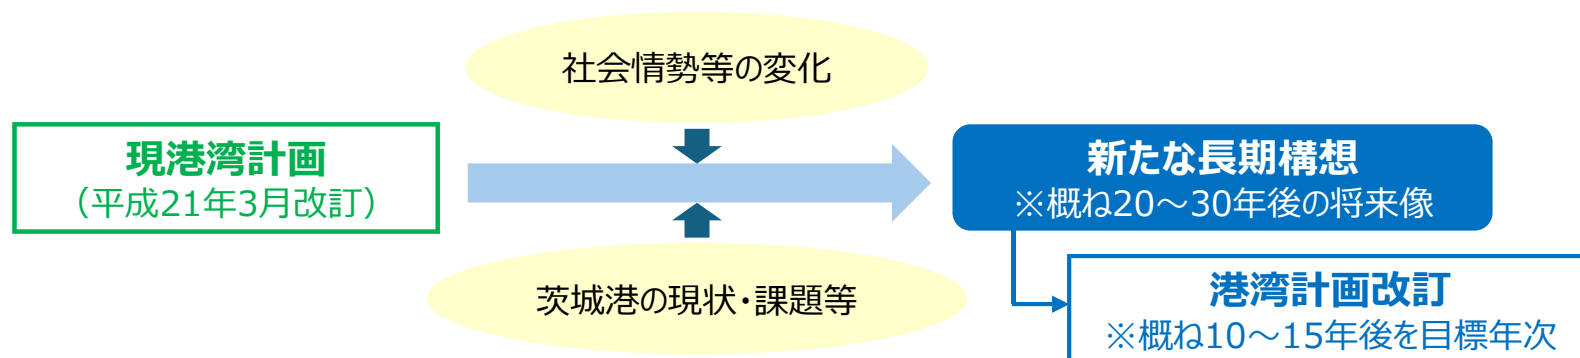 社会情勢等の変化
現港湾計画
（平成21年3月改訂）
新たな長期構想
※概ね20～30年後の将来像
茨城港の現状・課題等
港湾計画改訂
※概ね10～15年後を目標年次